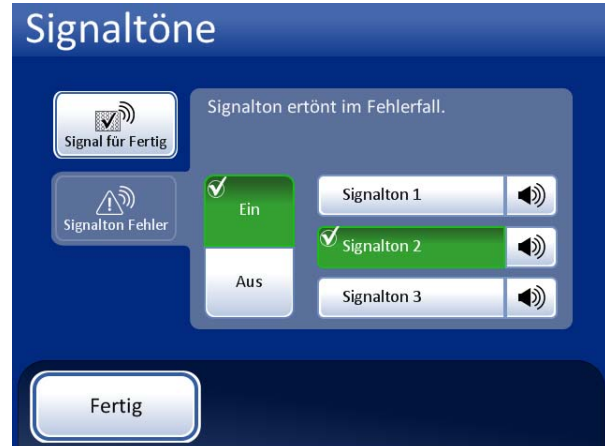 Signaltöne
Signal für Fertig
Signalton Fehler
Signalton ertönt im Fehlerfall.
Ein
Aus
Signalton 1
Signalton 2
Signalton 3
Fertig